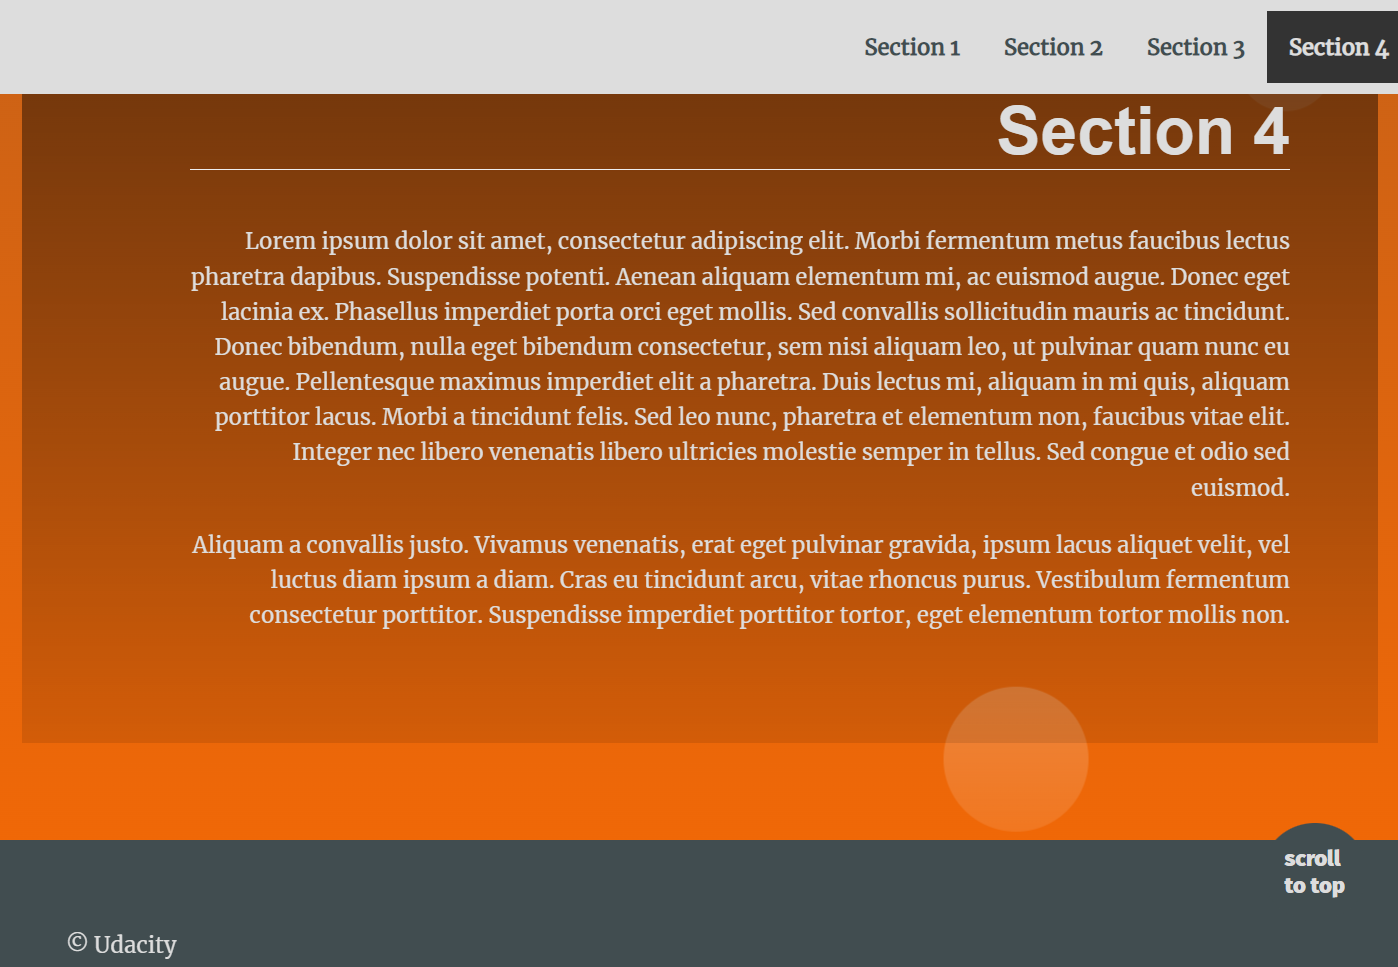 Section 1 Section 2 Section 3 Section 4
Section 4
Lorem ipsum dolor sit amet, consectetur adipiscing elit. Morbi fermentum metus faucibus lectus
pharetra dapibus. Suspendisse potenti. Aenean aliquam elementum mi, ac euismod augue. Donec eget
lacinia ex. Phasellus imperdiet porta orci eget mollis. Sed convallis sollicitudin mauris ac tincidunt.
Donec bibendum, nulla eget bibendum consectetur, sem nisi aliquam leo, ut pulvinar quam nunc eu
augue. Pellentesque maximus imperdiet elit a pharetra. Duis lectus mi, aliquam in mi quis, aliquam
porttitor lacus. Morbi a tincidunt felis. Sed leo nunc, pharetra et elementum non, faucibus vitae elit.
Integer nec libero venenatis libero ultricies molestie semper in tellus. Sed congue et odio sed
euismod.
Aliquam a convallis justo. Vivamus venenatis, erat eget pulvinar gravida, ipsum lacus aliquet velit, vel
luctus diam ipsum a diam. Cras eu tincidunt arcu, vitae rhoncus purus. Vestibulum fermentum
consectetur porttitor. Suspendisse imperdiet porttitor tortor, eget elementum tortor mollis non.
scroll
to top
© Udacity